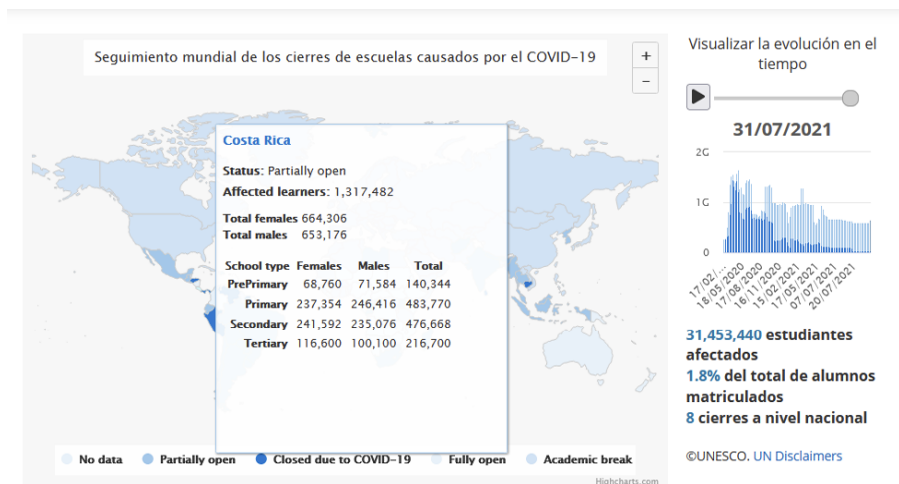 Seguimiento mundial de los cierres de escuelas causados por el COVID-19
+
-
Costa Rica
Status: Partially open
Affected learners: 1,317,482
Total females 664,306
Total males 653,176
School type Females Males Total
PrePrimary 68,760 71,584 140,344
Primary 237,354 246,416 483,770
Secondary 241,592 235,076 476,668
Tertiary 116,600 100,100 216,700
No data Partially open Closed due to COVID-19 Fully open Academic break
Highcharts.com
Visualizar la evolución en el
tiempo
31/07/2021
2G
1G
0
17/02/...
18/05/2020
17/08/2020
16/11/2020
15/02/2021
17/05/2021
07/07/2021
20/07/2021
31,453,440 estudiantes
afectados
1.8% del total de alumnos
matriculados
8 cierres a nivel nacional
©UNESCO. UN Disclaimers